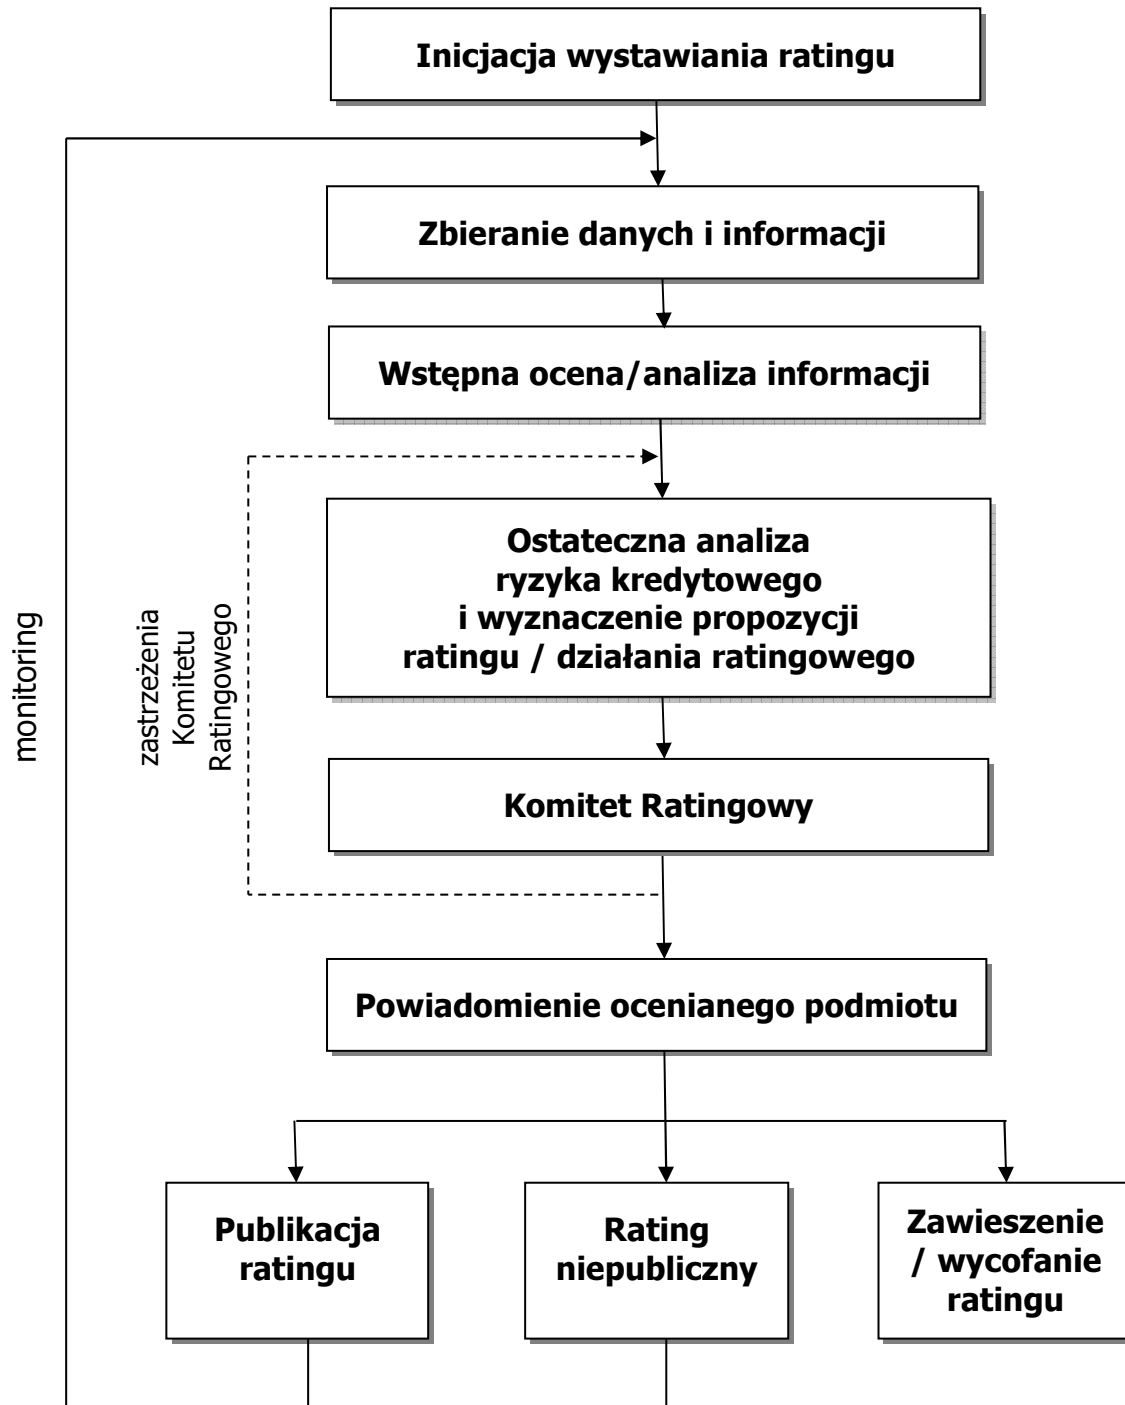 Inicjacja wystawiania ratingu
Zbieranie danych i informacji
Wstępna ocena/analiza informacji
Ostateczna analiza
ryzyka kredytowego
i wyznaczenie propozycji
ratingu / działania ratingowego
monitoring
zastrzeżenia
Komitetu
Ratingowego
Komitet Ratingowy
Powiadomienie ocenianego podmiotu
Publikacja
ratingu
Rating
niepubliczny
Zawieszenie
/ wycofanie
ratingu